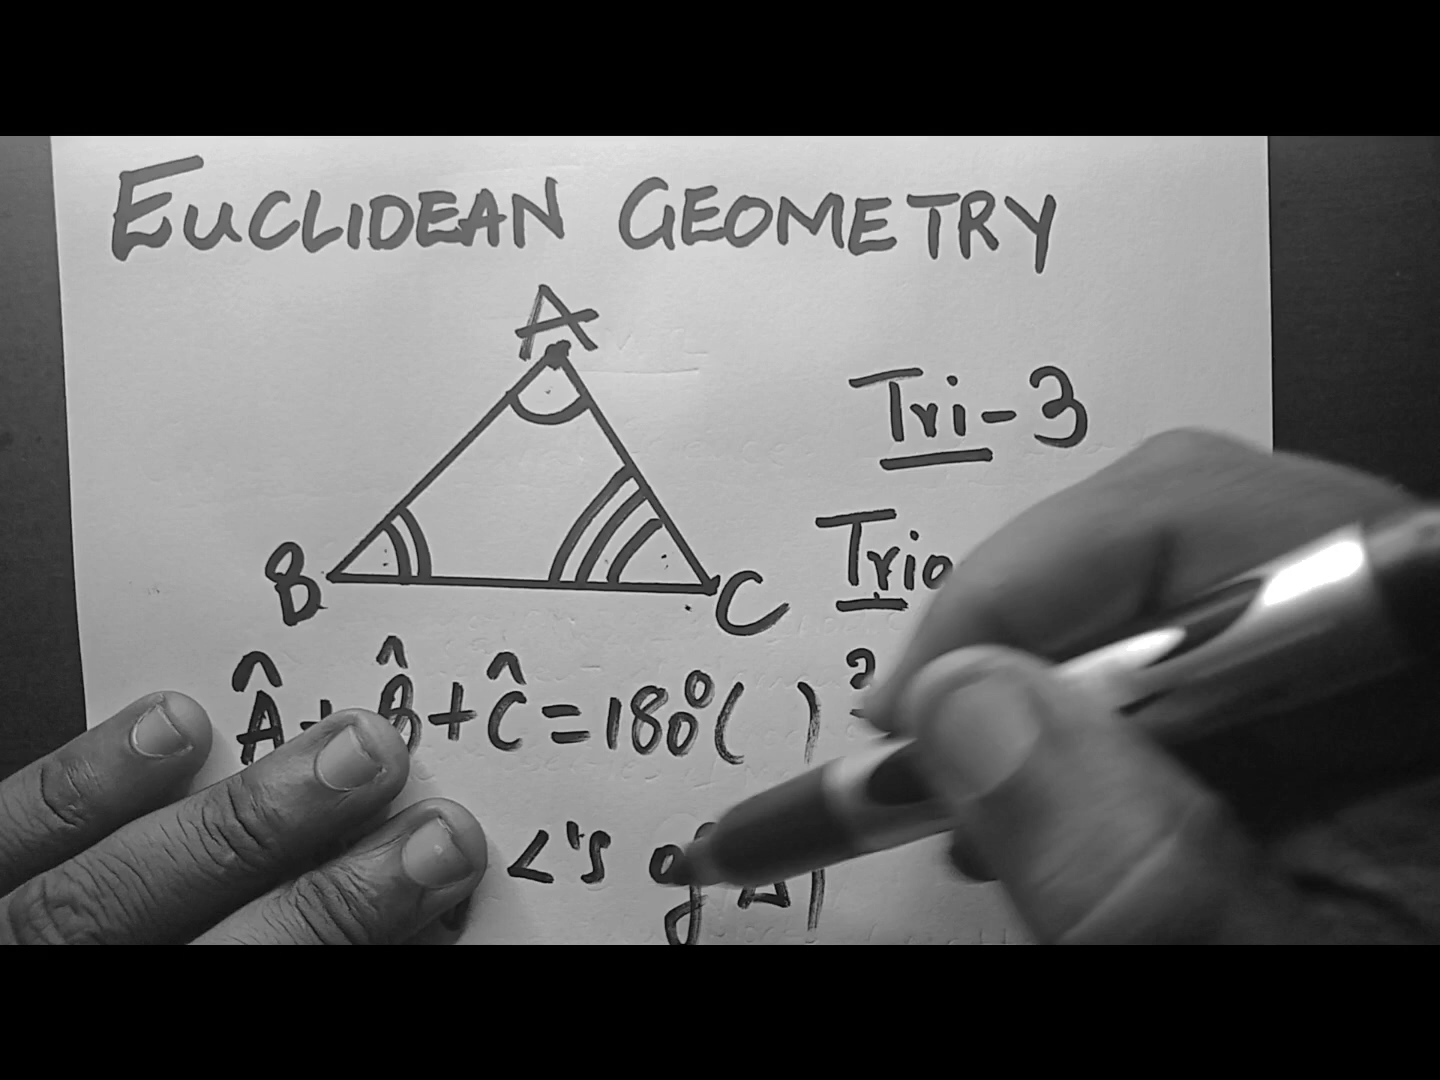 EUCLIDEAN GEOMETRY
A
Tri-3
B
C
Â + B̂ + Ĉ = 180°( )
∠'s of Δ)